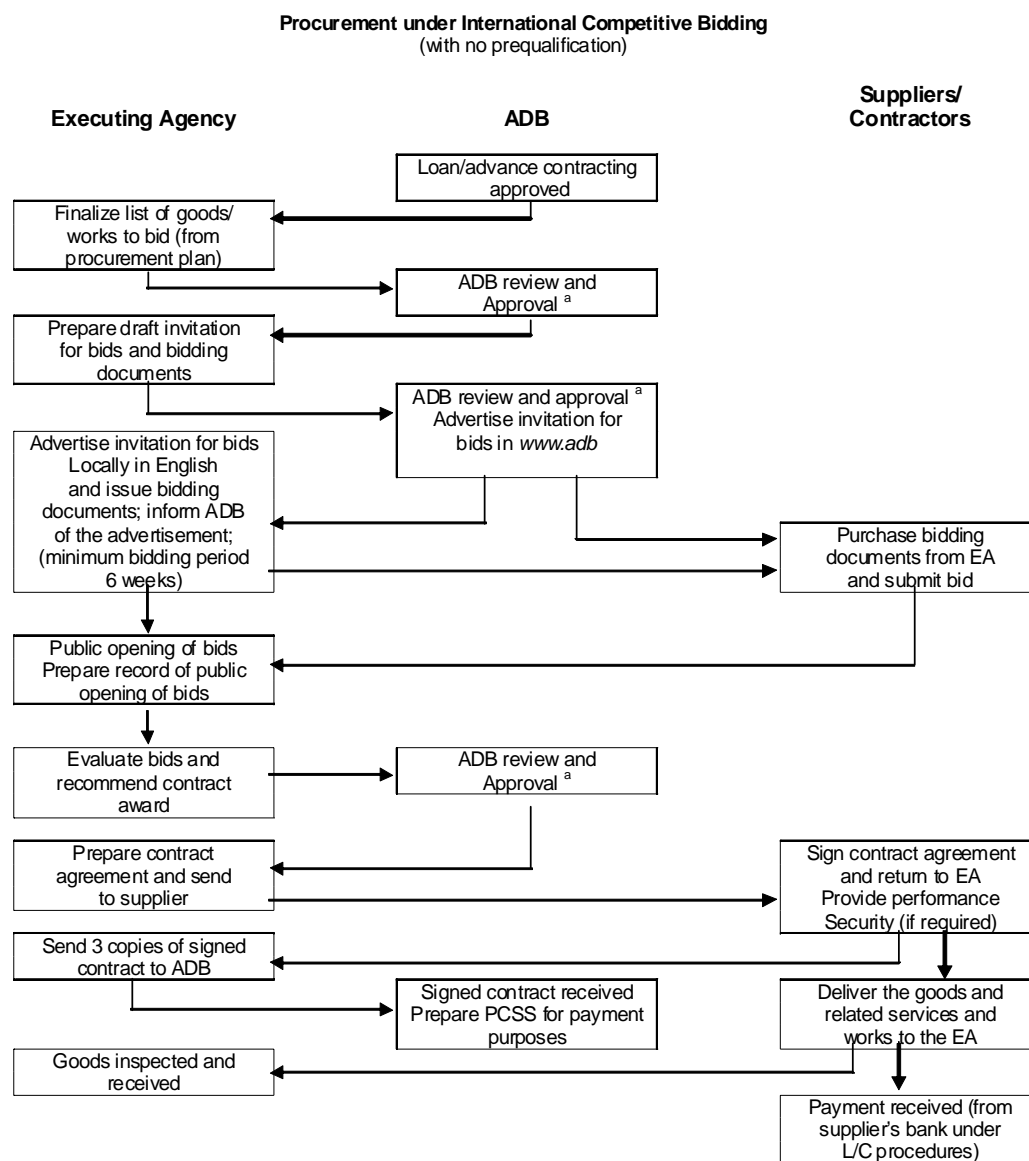 Procurement under International Competitive Bidding
(with no prequalification)
Executing Agency
ADB
Suppliers/
Contractors
Loan/advance contracting
approved
Finalize list of goods/
works to bid (from
procurement plan)
ADB review and
Approval a
Prepare draft invitation
for bids and bidding
documents
ADB review and approval a
Advertise invitation for
bids in www.adb
Advertise invitation for bids
Locally in English
and issue bidding
documents; inform ADB
of the advertisement;
(minimum bidding period
6 weeks)
Purchase bidding
documents from EA
and submit bid
Public opening of bids
Prepare record of public
opening of bids
Evaluate bids and
recommend contract
award
ADB review and
Approval a
Prepare contract
agreement and send
to supplier
Sign contract agreement
and return to EA
Provide performance
Security (if required)
Send 3 copies of signed
contract to ADB
Signed contract received
Prepare PCSS for payment
purposes
Deliver the goods and
related services and
works to the EA
Goods inspected and
received
Payment received (from
supplier's bank under
L/C procedures)